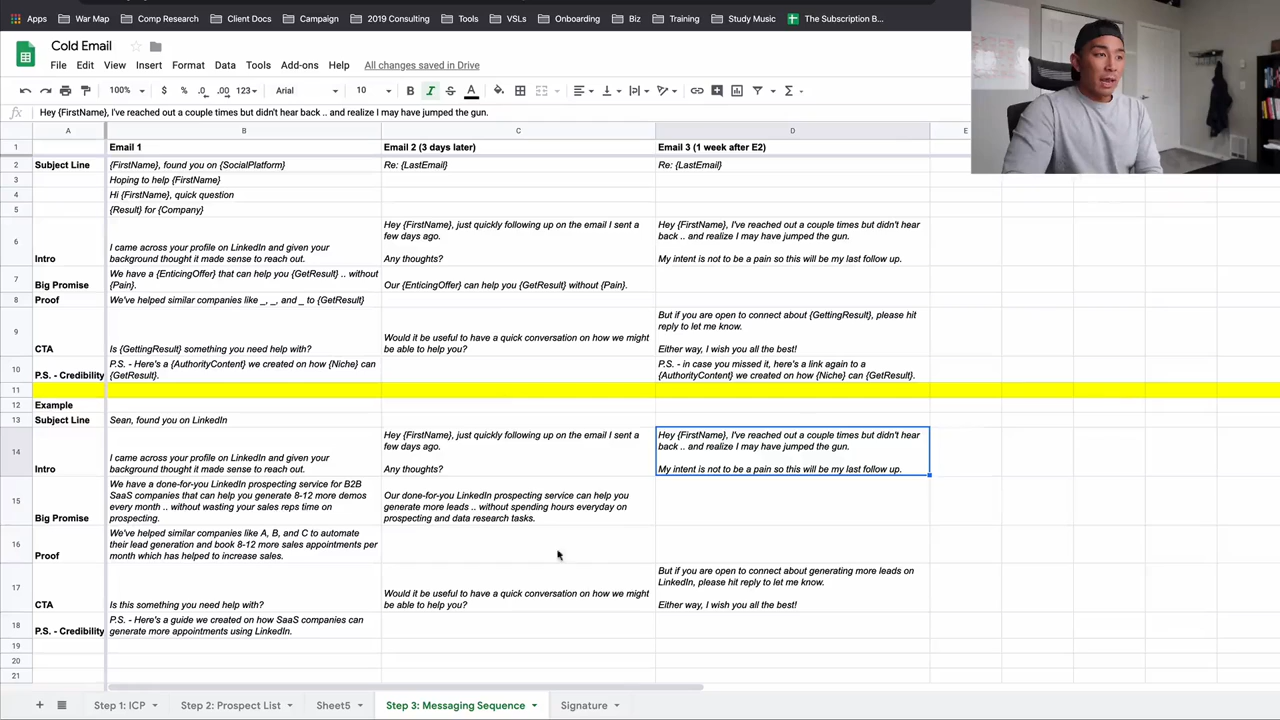 Apps War Map Comp Research Client Docs Campaign 2019 Consulting Tools VSLs Onboarding Biz Training Study Music The Subscription B...
Cold Email
File Edit View Insert Format Data Tools Add-ons Help All changes saved in Drive
100% $ % .0 .00 123 Arial 10 B I S A
fx Hey {FirstName}, I've reached out a couple times but didn't hear back .. and realize I may have jumped the gun.
A B C D E
1 Email 1 Email 2 (3 days later) Email 3 (1 week after E2)
2 Subject Line {FirstName}, found you on {SocialPlatform} Re: {LastEmail} Re: {LastEmail}
3 Hoping to help {FirstName}
4 Hi {FirstName}, quick question
5 {Result} for {Company}
6 Intro
I came across your profile on LinkedIn and given your
background thought it made sense to reach out.
Hey {FirstName}, just quickly following up on the email I sent a
few days ago.
Any thoughts?
Hey {FirstName}, I've reached out a couple times but didn't hear
back .. and realize I may have jumped the gun.
My intent is not to be a pain so this will be my last follow up.
7 Big Promise
We have a {EnticingOffer} that can help you {GetResult} .. without
{Pain}.
Our {EnticingOffer} can help you {GetResult} without {Pain}.
8 Proof We've helped similar companies like _, _, and _ to {GetResult}
9 CTA
Is {GettingResult} something you need help with?
Would it be useful to have a quick conversation on how we might
be able to help you?
But if you are open to connect about {GettingResult}, please hit
reply to let me know.
Either way, I wish you all the best!
10 P.S. - Credibility
P.S. - Here's a {AuthorityContent} we created on how {Niche} can
{GetResult}.
P.S. - in case you missed it, here's a link again to a
{AuthorityContent} we created on how {Niche} can {GetResult}.
11
12 Example
13 Subject Line Sean, found you on LinkedIn
14 Intro
I came across your profile on LinkedIn and given your
background thought it made sense to reach out.
Hey {FirstName}, just quickly following up on the email I sent a
few days ago.
Any thoughts?
Hey {FirstName}, I've reached out a couple times but didn't hear
back .. and realize I may have jumped the gun.
My intent is not to be a pain so this will be my last follow up.
15 Big Promise
We have a done-for-you LinkedIn prospecting service for B2B
SaaS companies that can help you generate 8-12 more demos
every month .. without wasting your sales reps time on
prospecting.
Our done-for-you LinkedIn prospecting service can help you
generate more leads .. without spending hours everyday on
prospecting and data research tasks.
16 Proof
We've helped similar companies like A, B, and C to automate
their lead generation and book 8-12 more sales appointments per
month which has helped to increase sales.
17 CTA
Is this something you need help with?
Would it be useful to have a quick conversation on how we might
be able to help you?
But if you are open to connect about generating more leads on
LinkedIn, please hit reply to let me know.
Either way, I wish you all the best!
18 P.S. - Credibility
P.S. - Here's a guide we created on how SaaS companies can
generate more appointments using LinkedIn.
19
20
21
Step 1: ICP Step 2: Prospect List Sheet5 Step 3: Messaging Sequence Signature